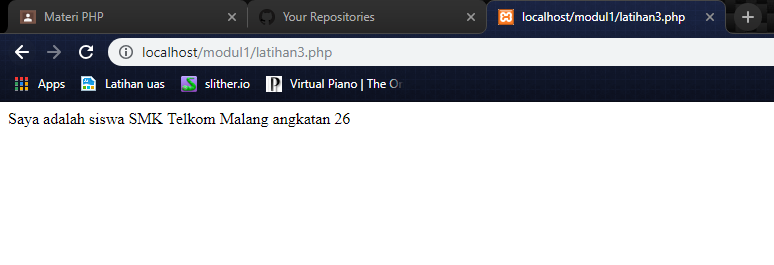 Materi PHP
Your Repositories
localhost/modul1/latihan3.php
localhost/modul1/latihan3.php
Apps
Latihan uas
slither.io
Virtual Piano | The
Saya adalah siswa SMK Telkom Malang angkatan 26